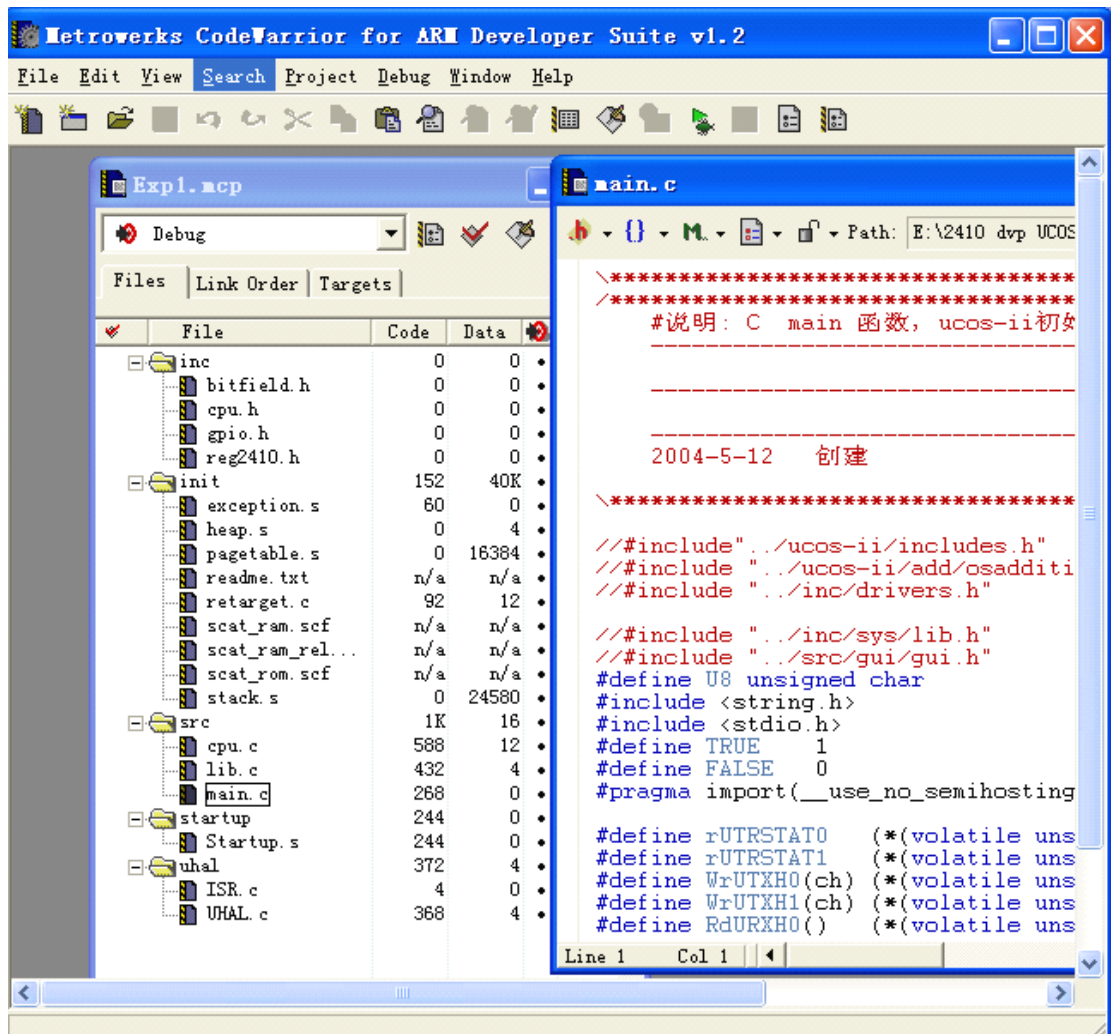 Metrowerks CodeWarrior for ARM Developer Suite v1.2
File Edit View Search Project Debug Window Help
Exp1.mcp
Debug
Files Link Order Targets
File Code Data
inc 0 0
bitfield.h 0 0
cpu.h 0 0
gpio.h 0 0
reg2410.h 0 0
init 152 40K
exception.s 60 0
heap.s 0 4
pagetable.s 0 16384
readme.txt n/a n/a
retarget.c 92 12
scat_ram.scf n/a n/a
scat_ram_rel... n/a n/a
scat_rom.scf n/a n/a
stack.s 0 24580
src 1K 16
cpu.c 588 12
lib.c 432 4
main.c 268 0
startup 244 0
Startup.s 244 0
uhal 372 4
ISR.c 4 0
UHAL.c 368 4
main.c
Path: E:\2410 dvp UCOS
\***********************************
/***********************************
#说明: C main 函数, ucos-ii初始
--------------------------------
--------------------------------
--------------------------------
2004-5-12 创建
\***********************************
//#include"../ucos-ii/includes.h"
//#include "../ucos-ii/add/osadditi
//#include "../inc/drivers.h"
//#include "../inc/sys/lib.h"
//#include "../src/gui/gui.h"
#define U8 unsigned char
#include <string.h>
#include <stdio.h>
#define TRUE 1
#define FALSE 0
#pragma import(__use_no_semihosting
#define rUTRSTAT0 (*(volatile uns
#define rUTRSTAT1 (*(volatile uns
#define WrUTXH0(ch) (*(volatile uns
#define WrUTXH1(ch) (*(volatile uns
#define RdURXH0() (*(volatile uns
Line 1 Col 1